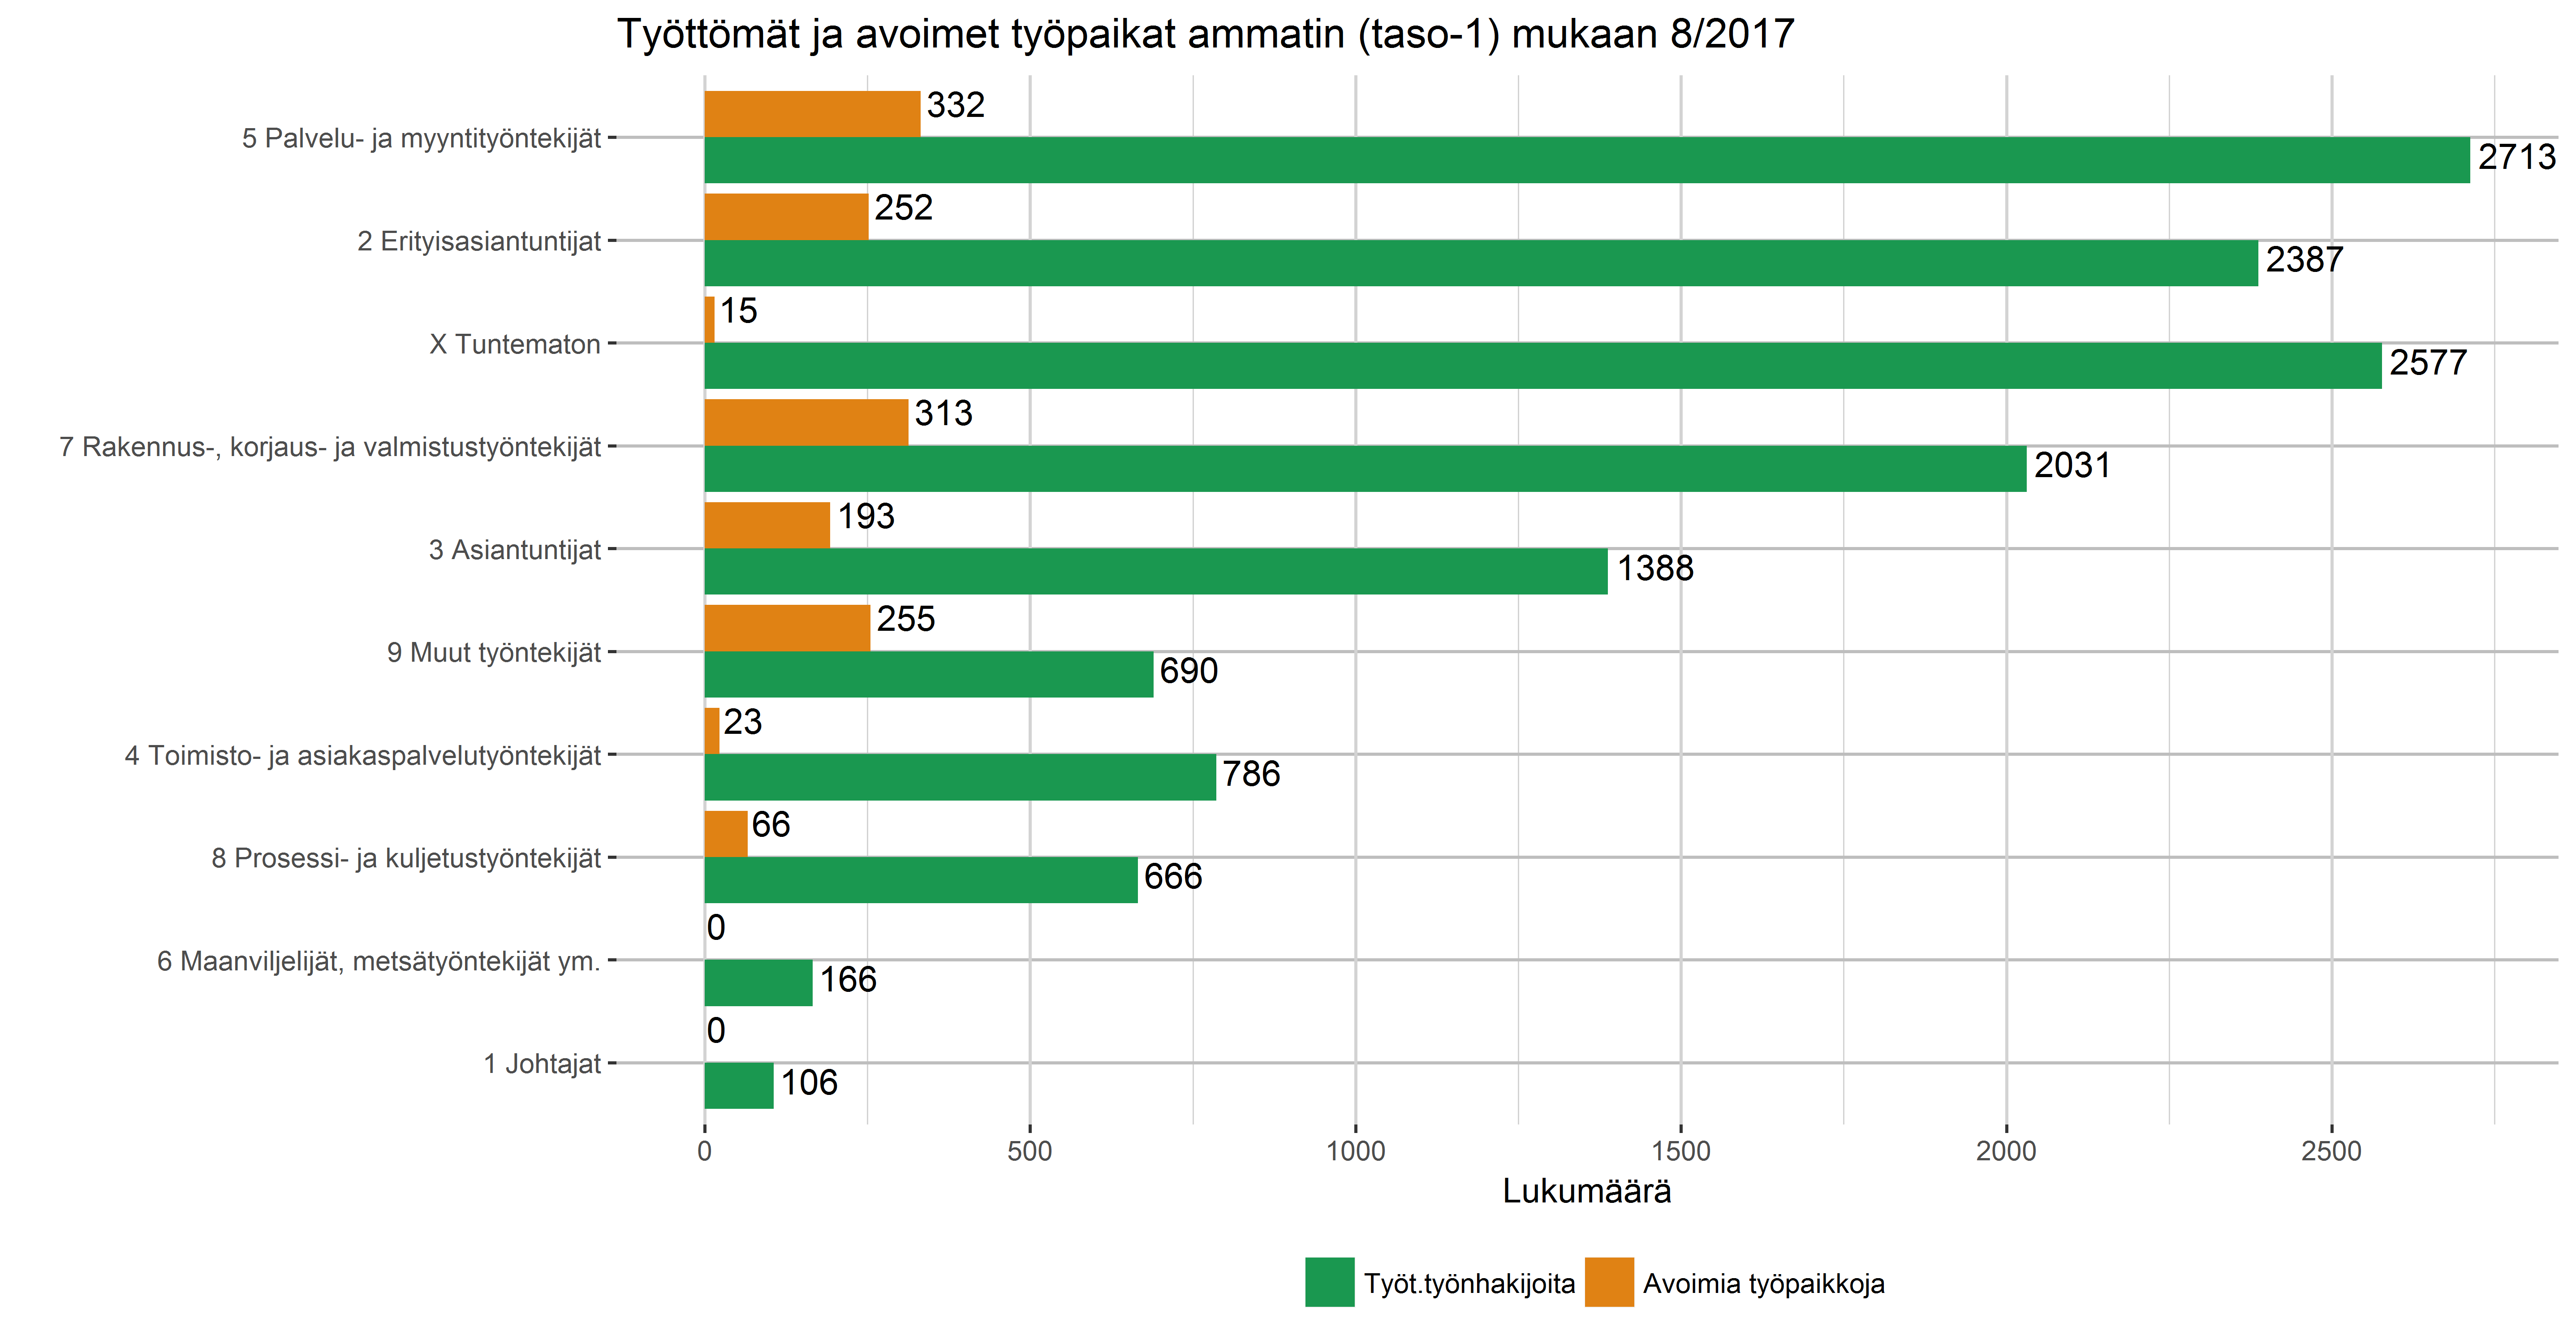 Työttömät ja avoimet työpaikat ammatin (taso-1) mukaan 8/2017
332
5 Palvelu- ja myyntityöntekijät
2713
252
2 Erityisasiantuntijat
2387
15
X Tuntematon
2577
313
7 Rakennus-, korjaus- ja valmistustyöntekijät
2031
193
3 Asiantuntijat
1388
255
9 Muut työntekijät
690
23
4 Toimisto- ja asiakaspalvelutyöntekijät
786
66
8 Prosessi- ja kuljetustyöntekijät
666
0
6 Maanviljelijät, metsätyöntekijät ym.
166
0
1 Johtajat
106
0 500 1000 1500 2000 2500
Lukumäärä
Työt.työnhakijoita Avoimia työpaikkoja